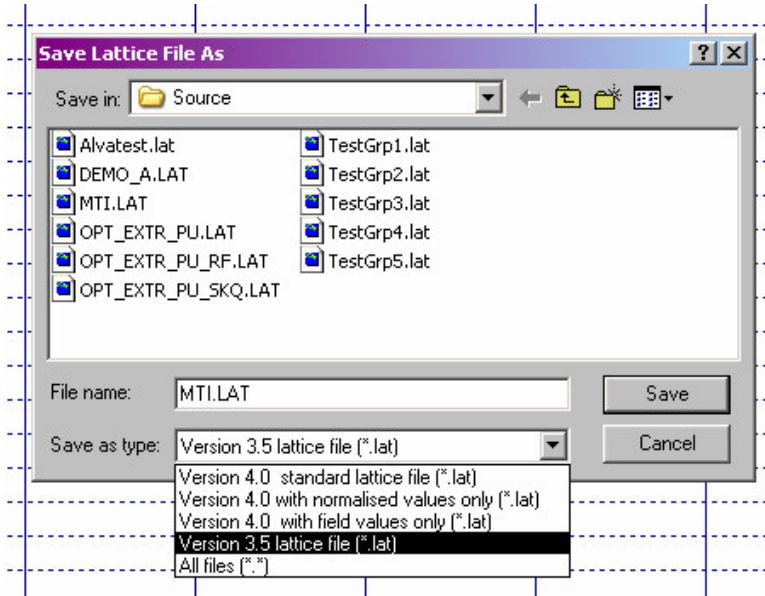 Save Lattice File As
Save in: Source
Alvatest.lat
DEMO_A.LAT
MTI.LAT
OPT_EXTR_PU.LAT
OPT_EXTR_PU_RF.LAT
OPT_EXTR_PU_SKQ.LAT
TestGrp1.lat
TestGrp2.lat
TestGrp3.lat
TestGrp4.lat
TestGrp5.lat
File name: MTI.LAT
Save
Save as type: Version 3.5 lattice file (*.lat)
Cancel
Version 4.0 standard lattice file (*.lat)
Version 4.0 with normalised values only (*.lat)
Version 4.0 with field values only (*.lat)
Version 3.5 lattice file (*.lat)
All files (*.*)